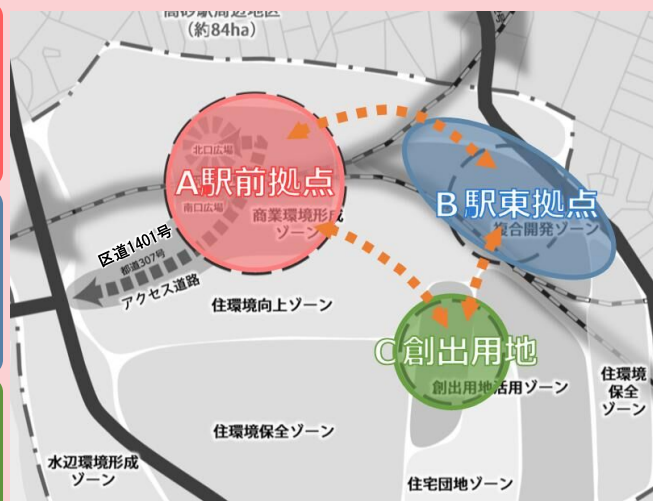 高砂駅周辺地区
(約84ha)
北口広場
A駅前拠点
南口広場
商業環境形成
ゾーン
B駅東拠点
複合開発ゾーン
区道1401号
都道307号
アクセス道路
住環境向上ゾーン
C創出用地
創出用地活用ゾーン
住環境
保全
ゾーン
住環境保全ゾーン
水辺環境形成
ゾーン
住宅団地ゾーン